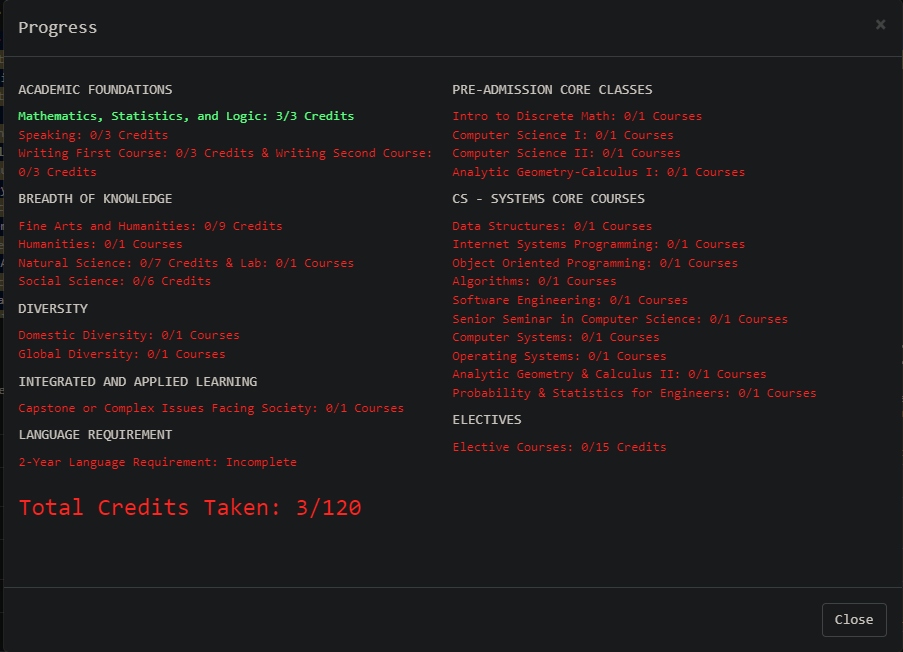 Progress ×
ACADEMIC FOUNDATIONS
Mathematics, Statistics, and Logic: 3/3 Credits
Speaking: 0/3 Credits
Writing First Course: 0/3 Credits & Writing Second Course:
0/3 Credits
BREADTH OF KNOWLEDGE
Fine Arts and Humanities: 0/9 Credits
Humanities: 0/1 Courses
Natural Science: 0/7 Credits & Lab: 0/1 Courses
Social Science: 0/6 Credits
DIVERSITY
Domestic Diversity: 0/1 Courses
Global Diversity: 0/1 Courses
INTEGRATED AND APPLIED LEARNING
Capstone or Complex Issues Facing Society: 0/1 Courses
LANGUAGE REQUIREMENT
2-Year Language Requirement: Incomplete
PRE-ADMISSION CORE CLASSES
Intro to Discrete Math: 0/1 Courses
Computer Science I: 0/1 Courses
Computer Science II: 0/1 Courses
Analytic Geometry-Calculus I: 0/1 Courses
CS - SYSTEMS CORE COURSES
Data Structures: 0/1 Courses
Internet Systems Programming: 0/1 Courses
Object Oriented Programming: 0/1 Courses
Algorithms: 0/1 Courses
Software Engineering: 0/1 Courses
Senior Seminar in Computer Science: 0/1 Courses
Computer Systems: 0/1 Courses
Operating Systems: 0/1 Courses
Analytic Geometry & Calculus II: 0/1 Courses
Probability & Statistics for Engineers: 0/1 Courses
ELECTIVES
Elective Courses: 0/15 Credits
Total Credits Taken: 3/120
Close